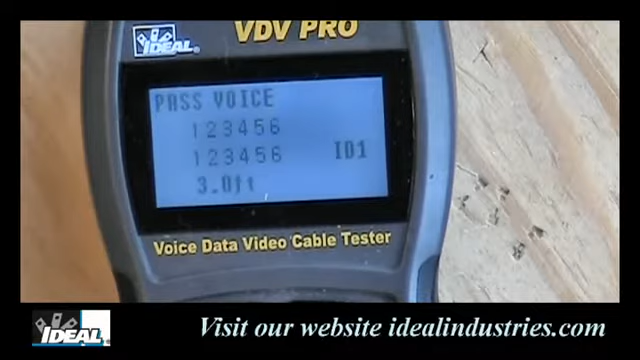 IDEAL®
VDV PRO
PASS VOICE
123456
123456 ID1
3.0ft
Voice Data Video Cable Tester
IDEAL
Visit our website idealindustries.com